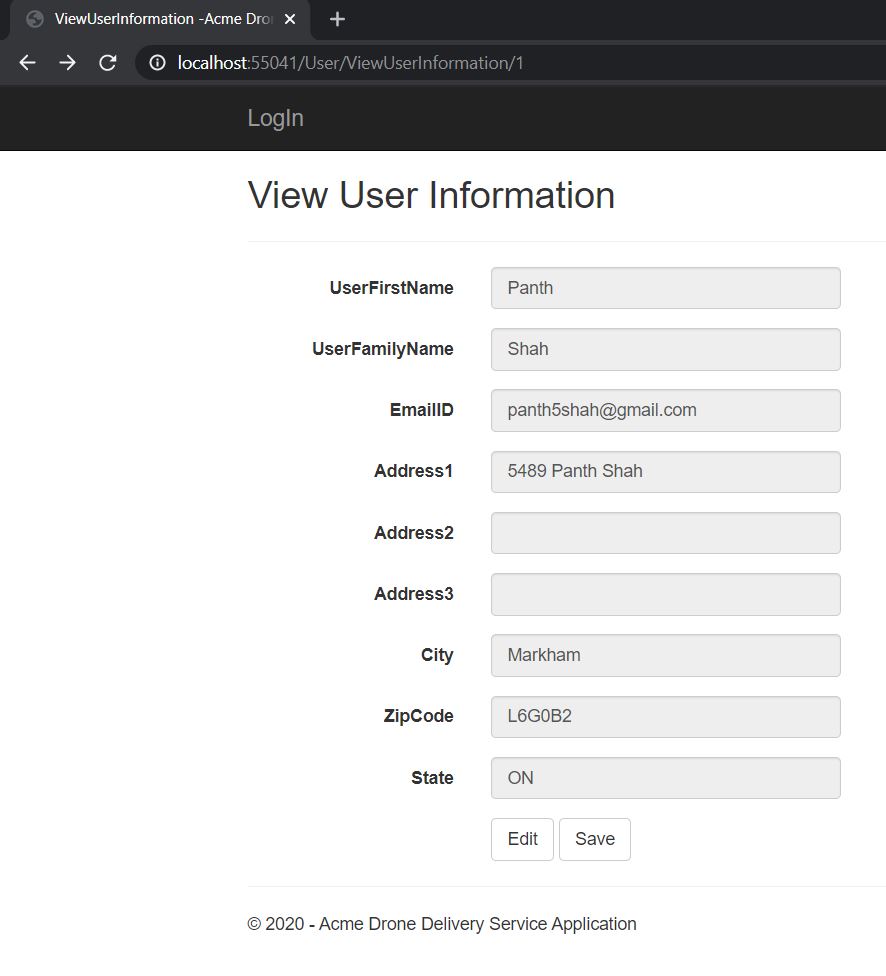 ViewUserInformation -Acme Dro
localhost:55041/User/ViewUserInformation/1
LogIn
View User Information
UserFirstName Panth
UserFamilyName Shah
EmailID panth5shah@gmail.com
Address1 5489 Panth Shah
Address2
Address3
City Markham
ZipCode L6G0B2
State ON
Edit Save
© 2020 - Acme Drone Delivery Service Application